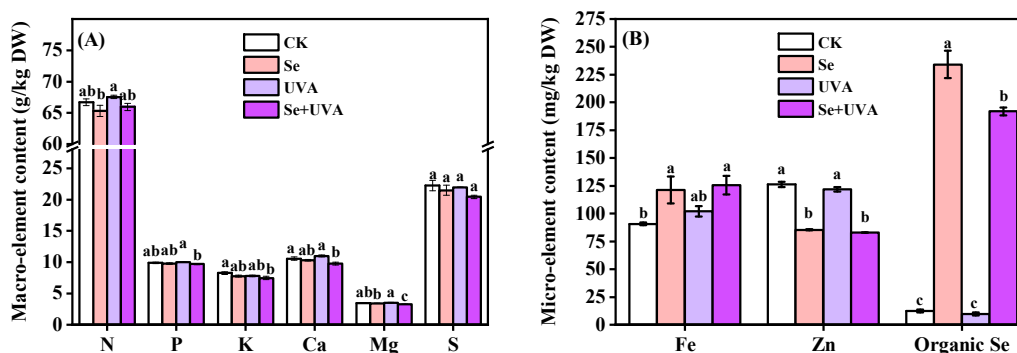 (A)
CK
Se
UVA
Se+UVA
Macro-element content (g/kg DW)
75
70
65
60
20
15
10
5
0
ab b a ab
ab ab a b
a ab ab b
a ab a b
ab b a c
a a a a
N P K Ca Mg S
(B)
CK
Se
UVA
Se+UVA
Micro-element content (mg/kg DW)
275
250
225
200
175
150
125
100
75
50
25
0
b a ab a
a b a b
c a c b
Fe Zn Organic Se